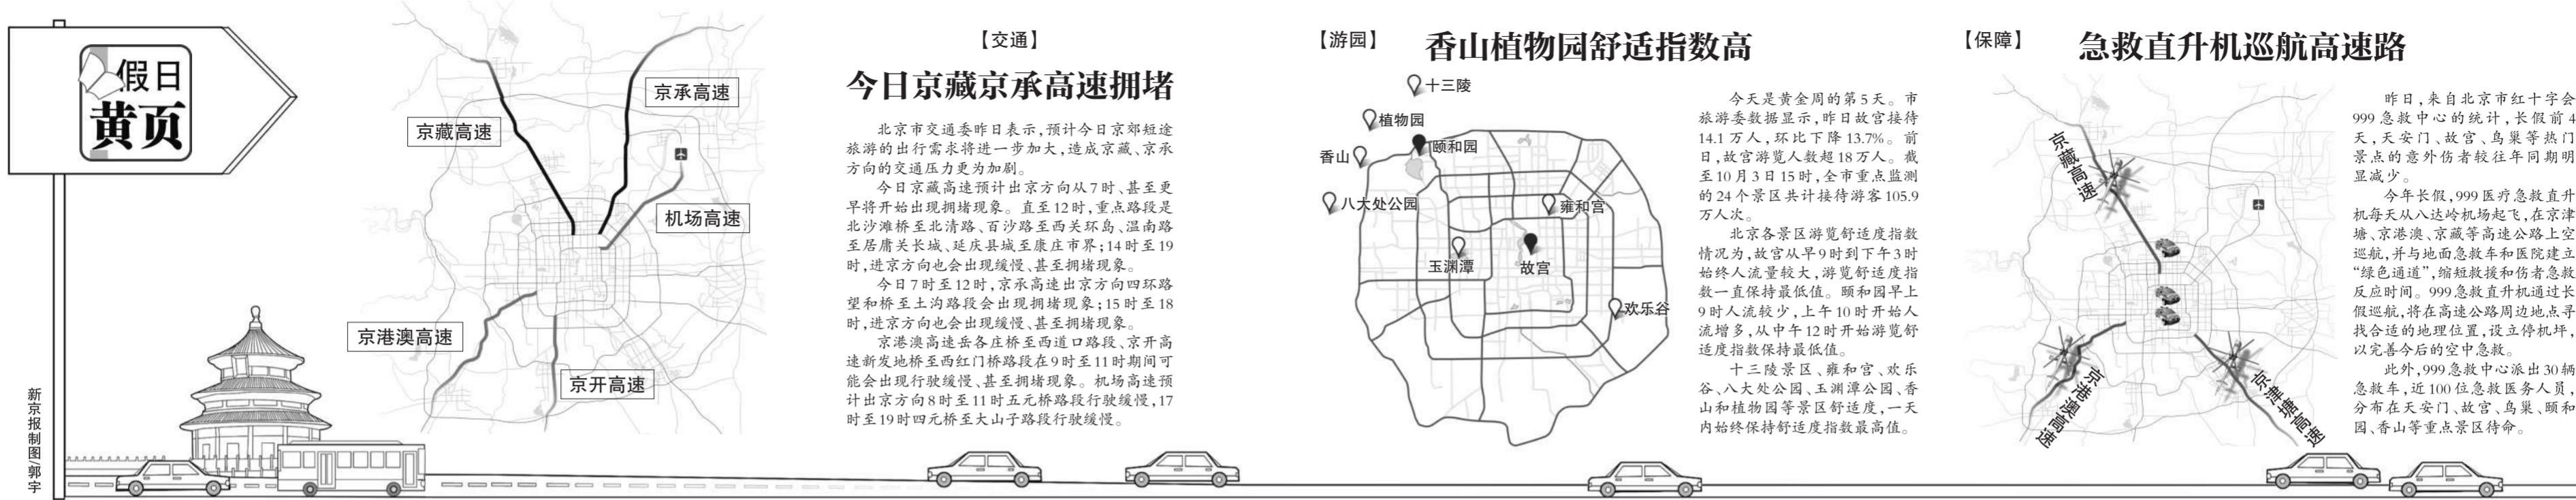 假日
黄页
新京报制图/郭宇
京承高速
京藏高速
机场高速
京港澳高速
京开高速
【交通】
今日京藏京承高速拥堵
北京市交通委昨日表示,预计今日京郊短途
旅游的出行需求将进一步加大,造成京藏、京承
方向的交通压力更为加剧。
今日京藏高速预计出京方向从7时、甚至更
早将开始出现拥堵现象。直至12时,重点路段是
北沙滩桥至北清路、百沙路至西关环岛、温南路
至居庸关长城、延庆县城至康庄市界;14时至19
时,进京方向也会出现缓慢、甚至拥堵现象。
今日7时至12时,京承高速出京方向四环路
望和桥至土沟路段会出现拥堵现象;15时至18
时,进京方向也会出现缓慢、甚至拥堵现象。
京港澳高速岳各庄桥至西道口路段、京开高
速新发地桥至西红门桥路段在9时至11时期间可
能会出现行驶缓慢、甚至拥堵现象。机场高速预
计出京方向8时至11时五元桥路段行驶缓慢,17
时至19时四元桥至大山子路段行驶缓慢。
【游园】
香山植物园舒适指数高
十三陵
植物园
颐和园
香山
八大处公园
雍和宫
玉渊潭
故宫
欢乐谷
今天是黄金周的第5天。市
旅游委数据显示,昨日故宫接待
14.1万人,环比下降13.7%。前
日,故宫游览人数超18万人。截
至10月3日15时,全市重点监测
的24个景区共计接待游客105.9
万人次。
北京各景区游览舒适度指数
情况为,故宫从早9时到下午3时
始终人流量较大,游览舒适度指
数一直保持最低值。颐和园早上
9时人流较少,上午10时开始人
流增多,从中午12时开始游览舒
适度指数保持最低值。
十三陵景区、雍和宫、欢乐
谷、八大处公园、玉渊潭公园、香
山和植物园等景区舒适度,一天
内始终保持舒适度指数最高值。
【保障】
急救直升机巡航高速路
京藏高速
京港澳高速
京津塘高速
昨日,来自北京市红十字会
999急救中心的统计,长假前4
天,天安门、故宫、鸟巢等热门
景点的意外伤者较往年同期明
显减少。
今年长假,999医疗急救直升
机每天从八达岭机场起飞,在京津
塘、京港澳、京藏等高速公路上空
巡航,并与地面急救车和医院建立
“绿色通道”,缩短救援和伤者急救
反应时间。999急救直升机通过长
假巡航,将在高速公路周边地点寻
找合适的地理位置,设立停机坪,
以完善今后的空中急救。
此外,999急救中心派出30辆
急救车,近100位急救医务人员,
分布在天安门、故宫、鸟巢、颐和
园、香山等重点景区待命。